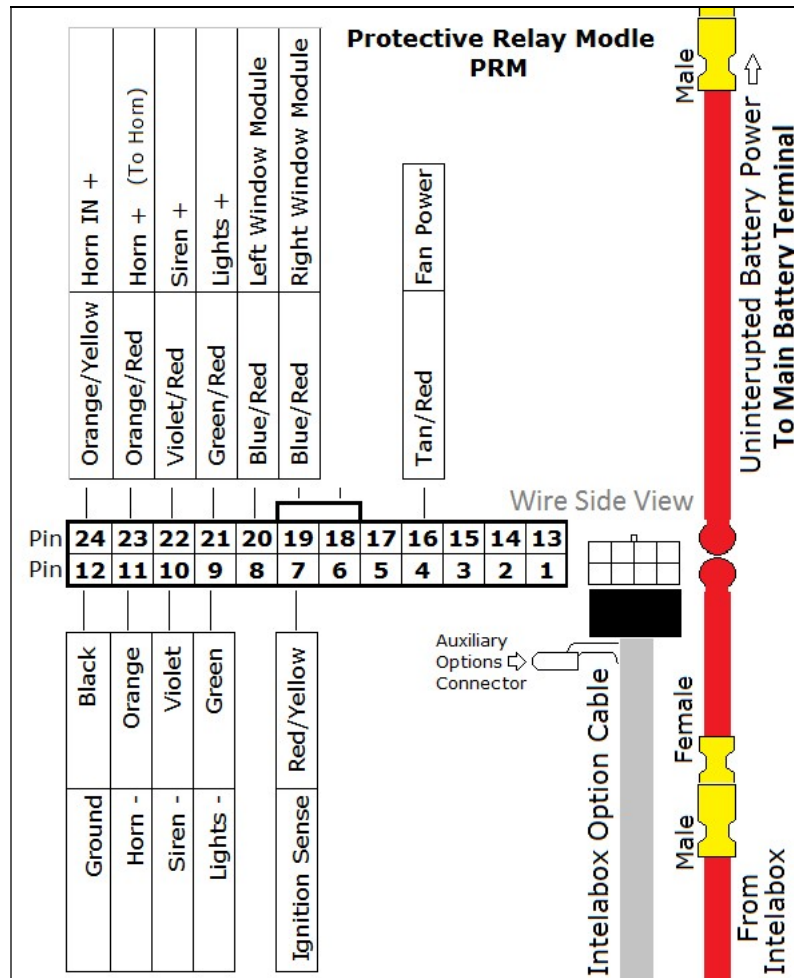 Protective Relay Modle
PRM
Horn IN +
Horn + (To Horn)
Siren +
Lights +
Left Window Module
Right Window Module
Fan Power
Orange/Yellow
Orange/Red
Violet/Red
Green/Red
Blue/Red
Blue/Red
Tan/Red
Wire Side View
Pin 24 23 22 21 20 19 18 17 16 15 14 13
Pin 12 11 10 9 8 7 6 5 4 3 2 1
Black
Orange
Violet
Green
Red/Yellow
Ground
Horn -
Siren -
Lights -
Ignition Sense
Auxiliary
Options
Connector
Intelabox Option Cable
Male
Uninterupted Battery Power
To Main Battery Terminal
Female
Male
From
Intelabox